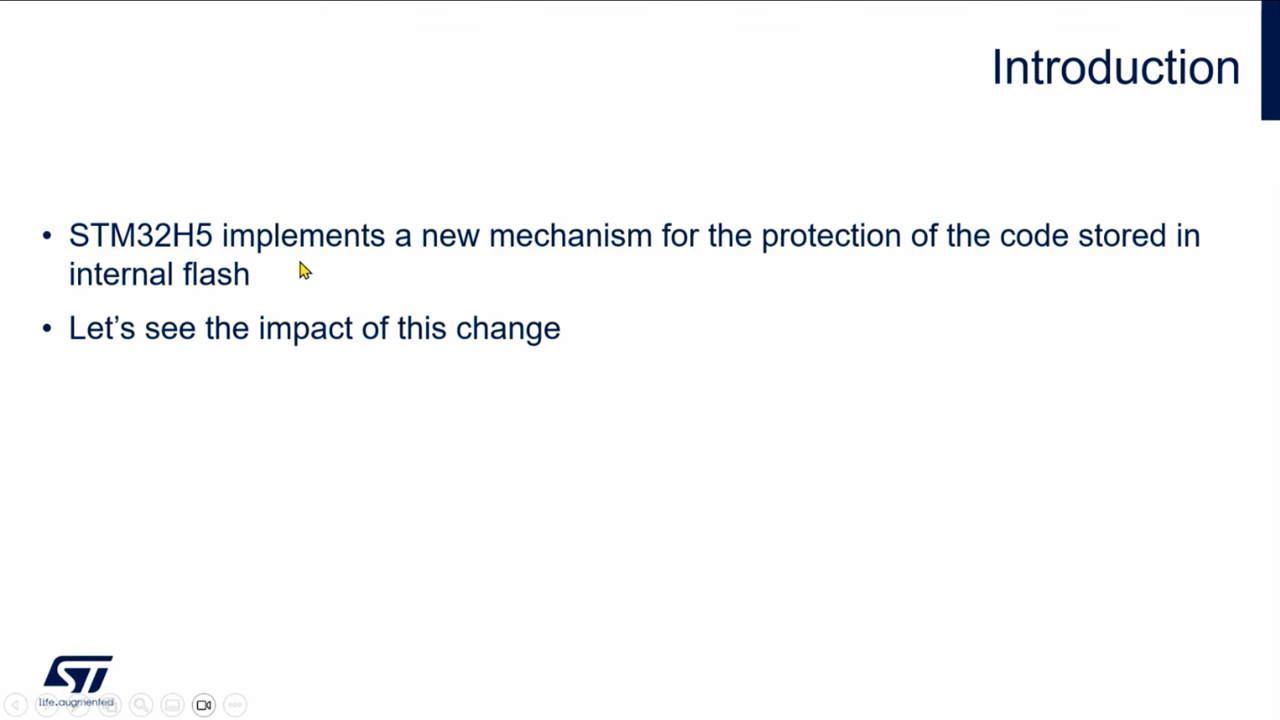 Introduction
• STM32H5 implements a new mechanism for the protection of the code stored in
internal flash
• Let’s see the impact of this change
ST
life.augmented